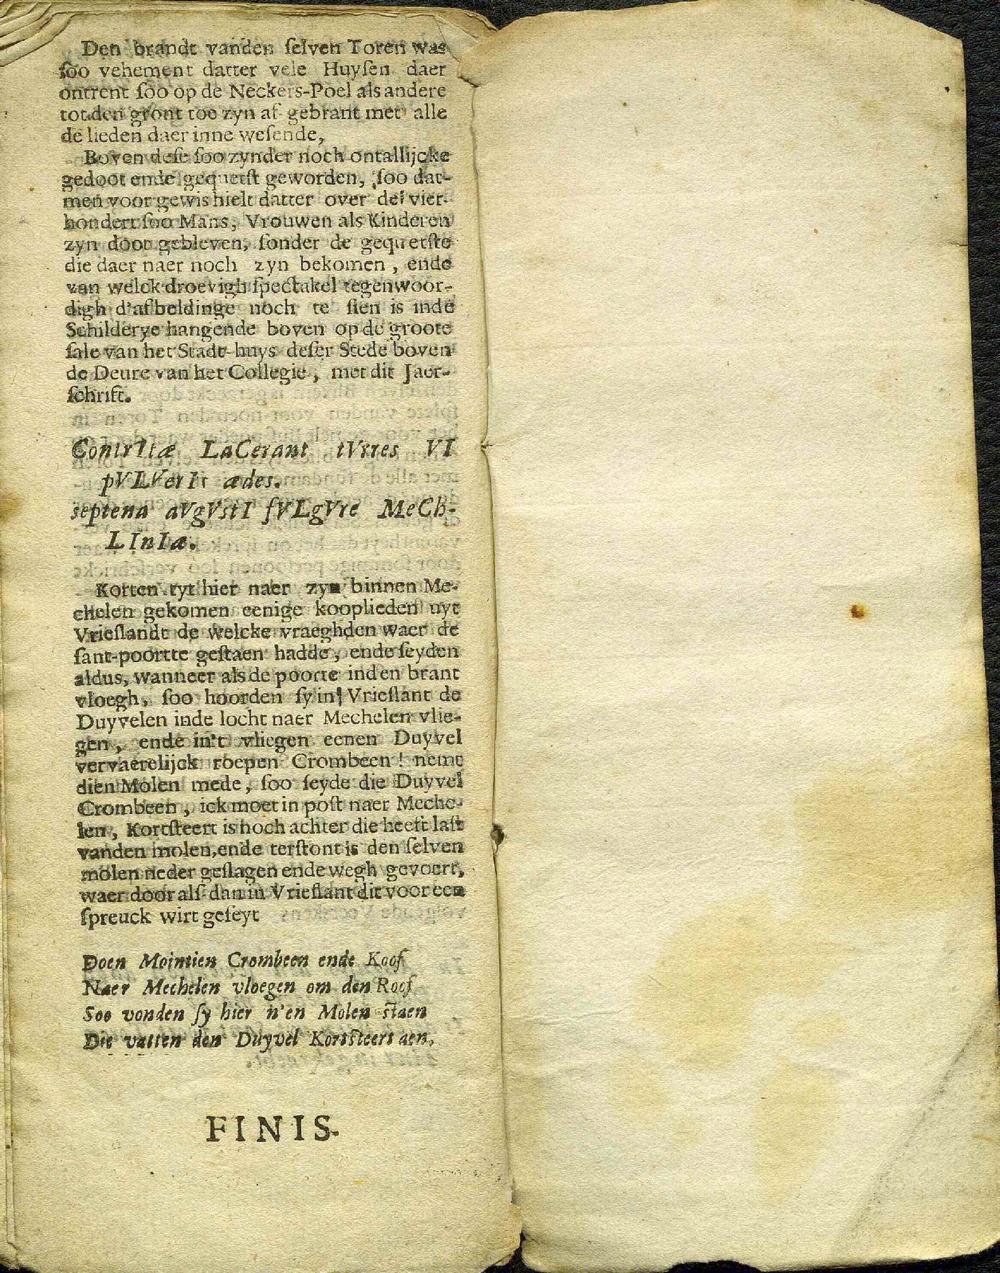 Den brandt vanden ſelven Toren was
ſoo vehement datter vele Huyſen daer
ontrent ſoo op de Neckers-Poel als andere
tot den gront toe zyn af gebrant met alle
de lieden daer inne weſende,
Boven deſe ſoo zynder noch ontallijcke
gedoot ende gequetſt geworden, ſoo dat-
men voor gewis hielt datter over de vier-
hondert ſoo Mans, Vrouwen als Kinderen
zyn doot gebleven, ſonder de gequetſte
die daer naer noch zyn bekomen, ende
van welck droevigh ſpectakel tegenwoor-
digh d'afbeldinge noch te ſien is inde
Schilderye hangende boven op de groote
ſale van het Stadt-huys deſer Stede boven
de Deure van het Collegie, met dit Jaer-
ſchrift.
ContrItæ LaCerant tVrres VI
pVLVerIs ædes.
septena aVgVstI fVLgVre MeCh-
LInIæ.
Korten tyt hier naer zyn binnen Me-
chelen gekomen eenige kooplieden uyt
Vrieſlandt de welcke vraeghden waer de
ſant-poortte geſtaen hadde, ende ſeyden
aldus, wanneer als de poorte inden brant
vloegh, ſoo hoorden ſy in Vrieſlant de
Duyvelen inde locht naer Mechelen vlie-
gen, ende in't vliegen eenen Duyvel
vervaerelijck roepen Crombeen! nemt
dien Molen mede, ſoo ſeyde die Duyvel
Crombeen, ick moet in poſt naer Meche-
len, Kortſteert is noch achter die heeft laſt
vanden molen, ende terſtont is den ſelven
molen neder geſlagen ende wegh gevoert,
waer door alſ-dan in Vrieſlant dit voor een
ſpreuck wirt geſeyt
Doen Crombeen ende Kooſ
Naer Mechelen vloegen om den Roof
Soo vonden ſy hier n'en Molen ſtaen
Die vatten den Duyvel Kortſteert aen,
FINIS.